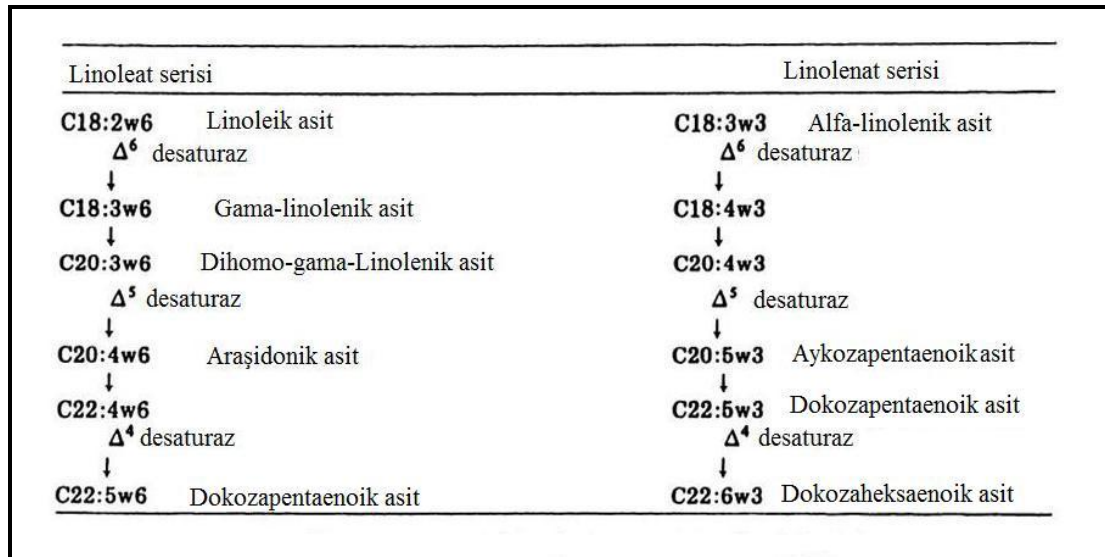 Linoleat serisi
Linolenat serisi
C18:2w6 Linoleik asit
Δ⁶ desaturaz
↓
C18:3w6 Gama-linolenik asit
↓
C20:3w6 Dihomo-gama-Linolenik asit
Δ⁵ desaturaz
↓
C20:4w6 Araşidonik asit
↓
C22:4w6
Δ⁴ desaturaz
↓
C22:5w6 Dokozapentaenoik asit
C18:3w3 Alfa-linolenik asit
Δ⁶ desaturaz
↓
C18:4w3
↓
C20:4w3
Δ⁵ desaturaz
↓
C20:5w3 Aykozapentaenoik asit
↓
C22:5w3 Dokozapentaenoik asit
Δ⁴ desaturaz
↓
C22:6w3 Dokozaheksaenoik asit